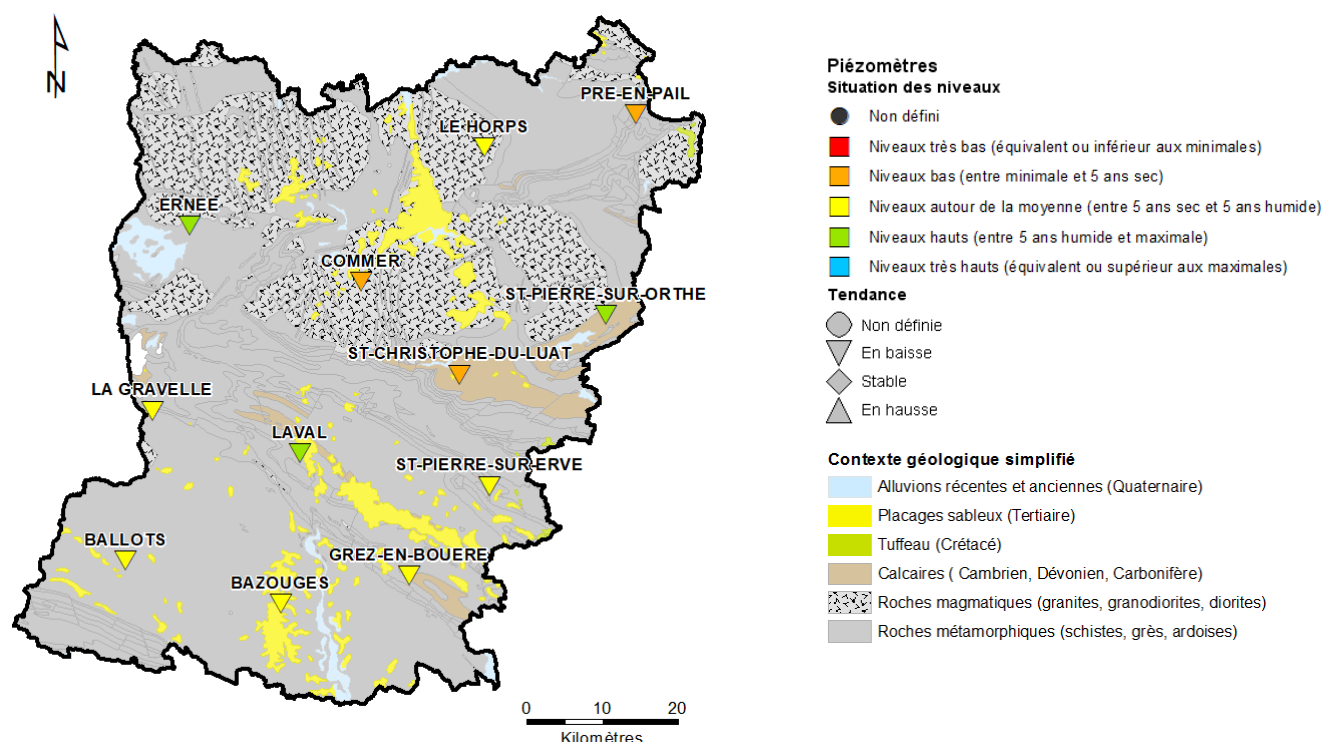 N
PRE-EN-PAIL
LE HORPS
ERNEE
COMMER
ST-PIERRE-SUR-ORTHE
ST-CHRISTOPHE-DU-LUAT
LA GRAVELLE
LAVAL
ST-PIERRE-SUR-ERVE
BALLOTS
GREZ-EN-BOUERE
BAZOUGES
0 10 20
Kilomètres
Piézomètres
Situation des niveaux
Non défini
Niveaux très bas (équivalent ou inférieur aux minimales)
Niveaux bas (entre minimale et 5 ans sec)
Niveaux autour de la moyenne (entre 5 ans sec et 5 ans humide)
Niveaux hauts (entre 5 ans humide et maximale)
Niveaux très hauts (équivalent ou supérieur aux maximales)
Tendance
Non définie
En baisse
Stable
En hausse
Contexte géologique simplifié
Alluvions récentes et anciennes (Quaternaire)
Placages sableux (Tertiaire)
Tuffeau (Crétacé)
Calcaires ( Cambrien, Dévonien, Carbonifère)
Roches magmatiques (granites, granodiorites, diorites)
Roches métamorphiques (schistes, grès, ardoises)